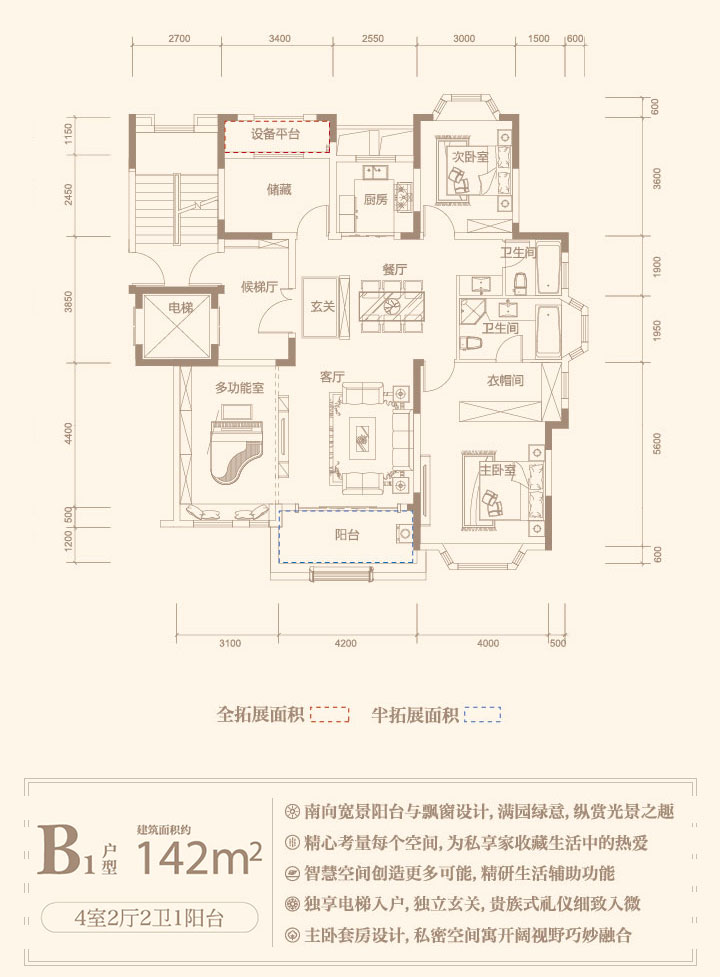 2700 3400 2550 3000 1500 600
1150
2450
3850
4400
500
1200
600
3600
1900
1950
5600
600
设备平台
储藏
厨房
次卧室
候梯厅
电梯
玄关
餐厅
卫生间
卫生间
客厅
多功能室
衣帽间
主卧室
阳台
3100 4200 4000 500
全拓展面积 半拓展面积
B1户型
建筑面积约
142m²
4室2厅2卫1阳台
南向宽景阳台与飘窗设计, 满园绿意, 纵赏光景之趣
精心考量每个空间, 为私享家收藏生活中的热爱
智慧空间创造更多可能, 精研生活辅助功能
独享电梯入户, 独立玄关, 贵族式礼仪细致入微
主卧套房设计, 私密空间寓开阔视野巧妙融合